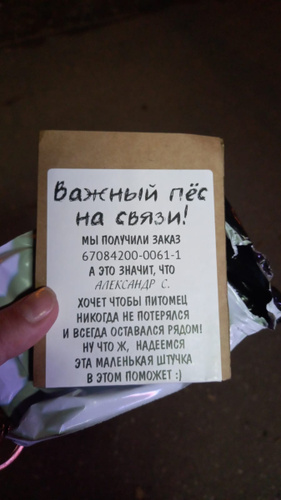 Важный пёс
на связи!
МЫ ПОЛУЧИЛИ ЗАКАЗ
67084200-0061-1
А ЭТО ЗНАЧИТ, ЧТО
АЛЕКСАНДР С.
ХОЧЕТ ЧТОБЫ ПИТОМЕЦ
НИКОГДА НЕ ПОТЕРЯЛСЯ
И ВСЕГДА ОСТАВАЛСЯ РЯДОМ!
НУ ЧТО Ж, НАДЕЕМСЯ
ЭТА МАЛЕНЬКАЯ ШТУЧКА
В ЭТОМ ПОМОЖЕТ :)